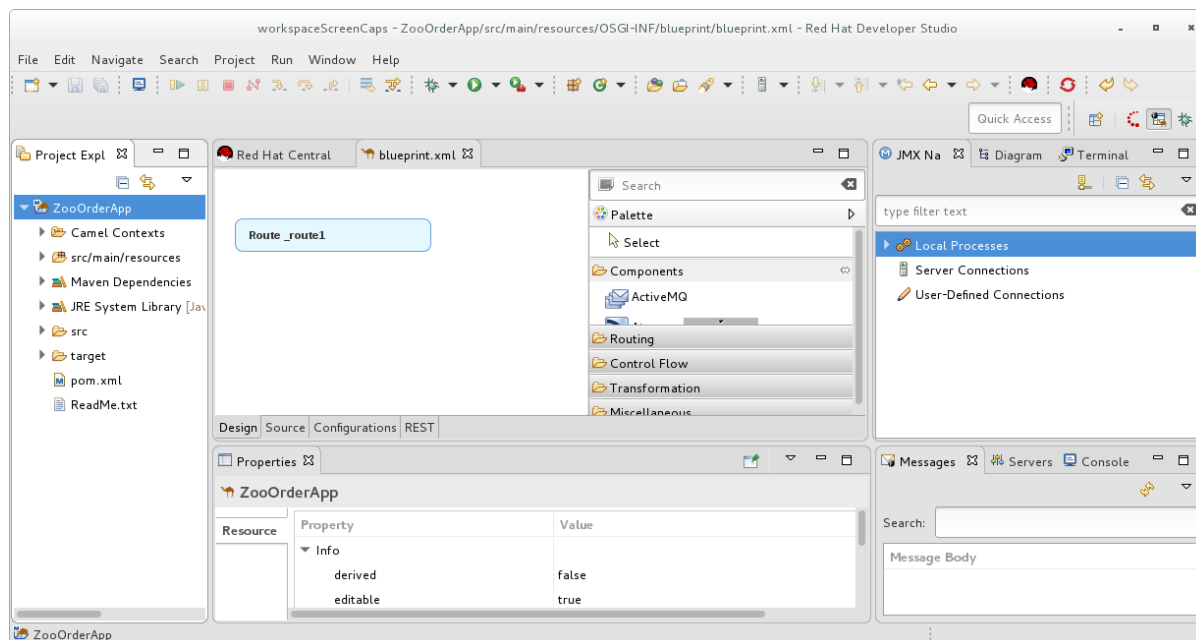 workspaceScreenCaps - ZooOrderApp/src/main/resources/OSGI-INF/blueprint/blueprint.xml - Red Hat Developer Studio
File Edit Navigate Search Project Run Window Help
Quick Access
Project Expl
ZooOrderApp
Camel Contexts
src/main/resources
Maven Dependencies
JRE System Library [Jav
src
target
pom.xml
ReadMe.txt
Red Hat Central blueprint.xml
Route _route1
Search
Palette
Select
Components
ActiveMQ
Routing
Control Flow
Transformation
Miscellaneous
Design Source Configurations REST
JMX Na Diagram Terminal
type filter text
Local Processes
Server Connections
User-Defined Connections
Properties
ZooOrderApp
Resource
Property Value
Info
derived false
editable true
Messages Servers Console
Search:
Message Body
ZooOrderApp